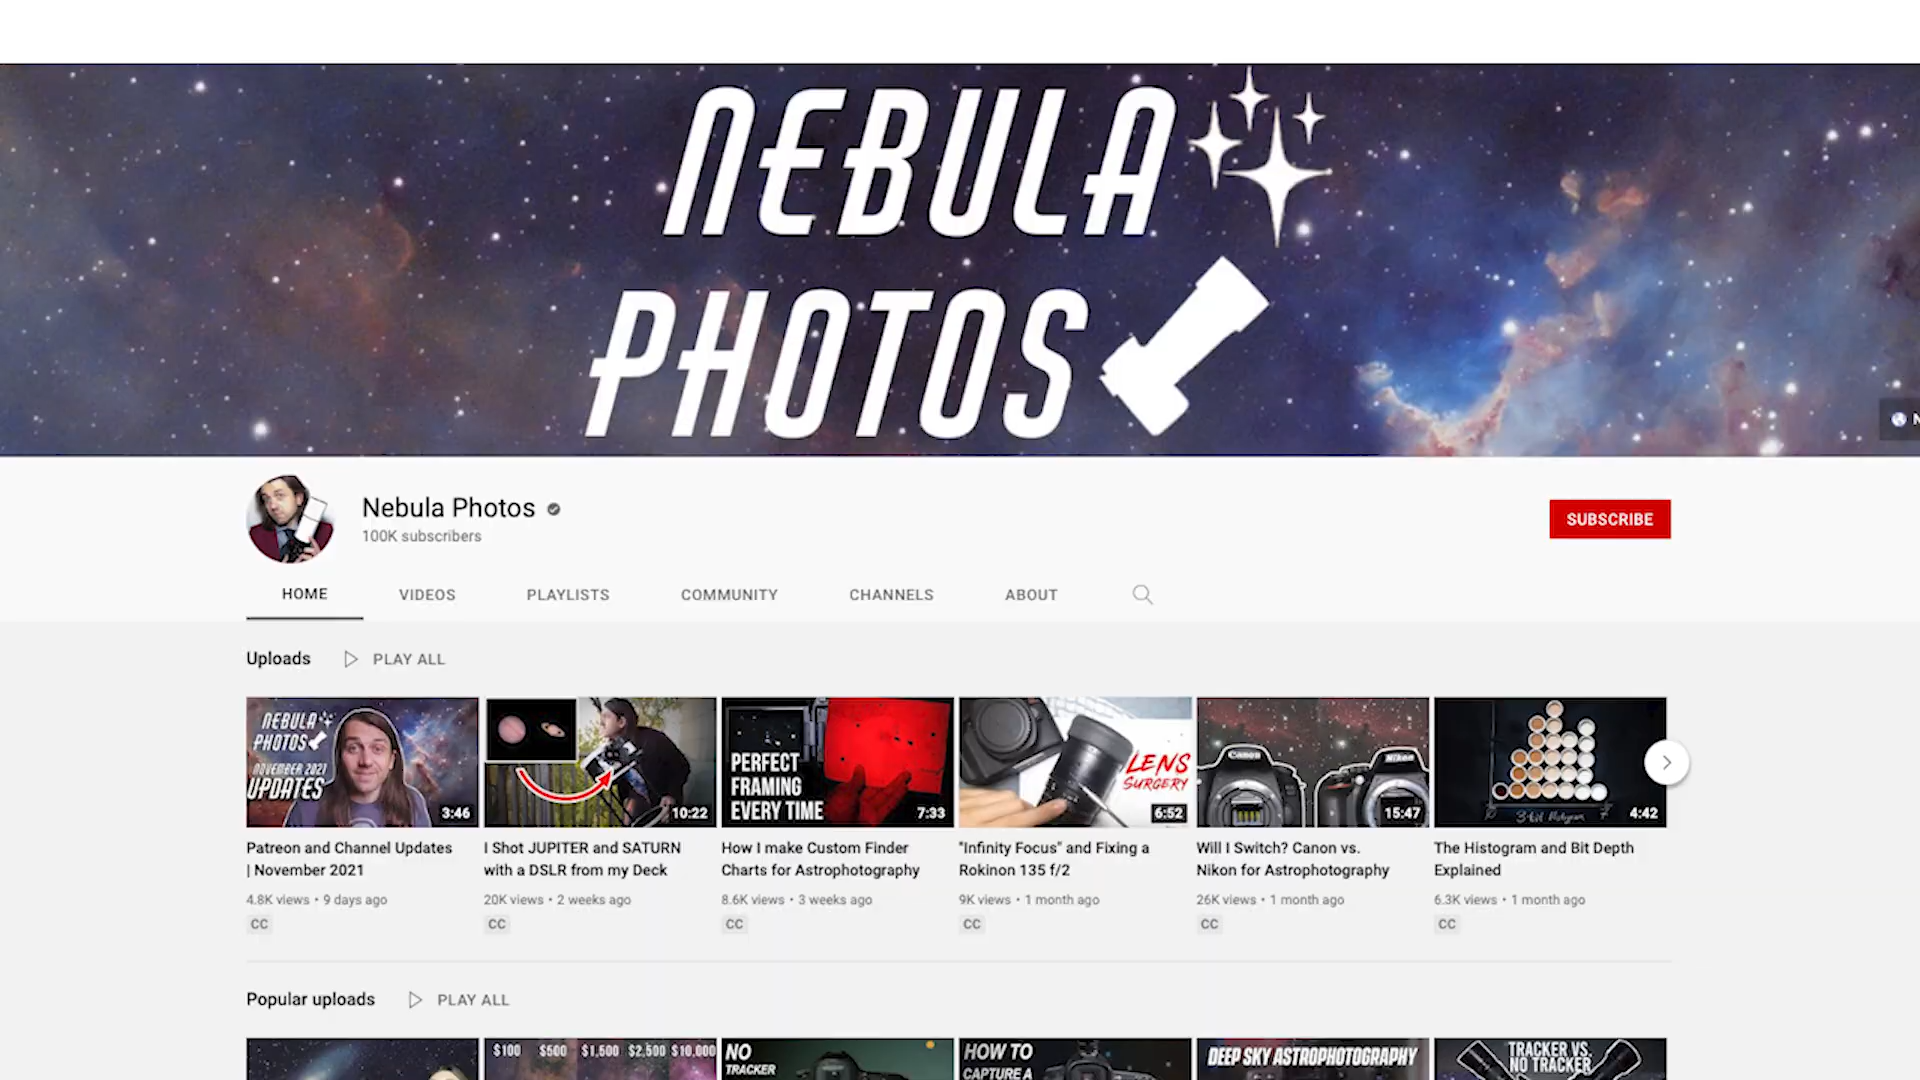 NEBULA
PHOTOS
N
Nebula Photos
100K subscribers
SUBSCRIBE
HOME
VIDEOS
PLAYLISTS
COMMUNITY
CHANNELS
ABOUT
Uploads
PLAY ALL
NEBULA
PHOTOS
NOVEMBER 2021
UPDATES
3:46
10:22
PERFECT
FRAMING
EVERY TIME
7:33
LENS
SURGERY
6:52
Canon
Nikon
15:47
3-bit Histogram
4:42
Patreon and Channel Updates
| November 2021
4.8K views • 9 days ago
CC
I Shot JUPITER and SATURN
with a DSLR from my Deck
20K views • 2 weeks ago
CC
How I make Custom Finder
Charts for Astrophotography
8.6K views • 3 weeks ago
CC
"Infinity Focus" and Fixing a
Rokinon 135 f/2
9K views • 1 month ago
CC
Will I Switch? Canon vs.
Nikon for Astrophotography
26K views • 1 month ago
CC
The Histogram and Bit Depth
Explained
6.3K views • 1 month ago
CC
Popular uploads
PLAY ALL
$100 $500 $1,500 $2,500 $10,000
NO
TRACKER
HOW TO
CAPTURE A
DEEP SKY ASTROPHOTOGRAPHY
TRACKER VS.
NO TRACKER